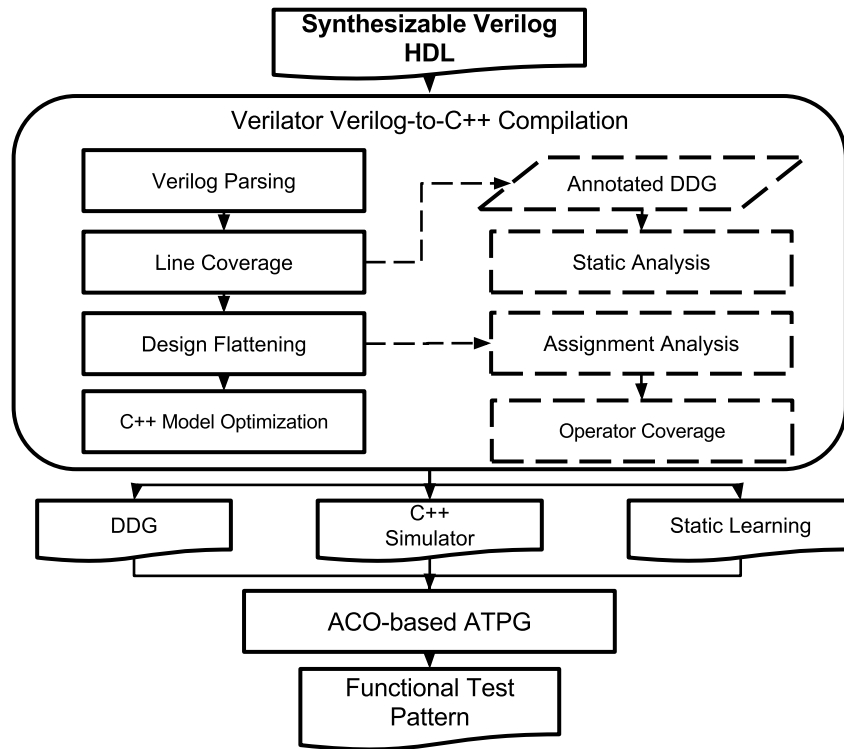 Synthesizable Verilog
HDL
Verilator Verilog-to-C++ Compilation
Verilog Parsing
Annotated DDG
Line Coverage
Static Analysis
Design Flattening
Assignment Analysis
C++ Model Optimization
Operator Coverage
DDG
C++
Simulator
Static Learning
ACO-based ATPG
Functional Test
Pattern